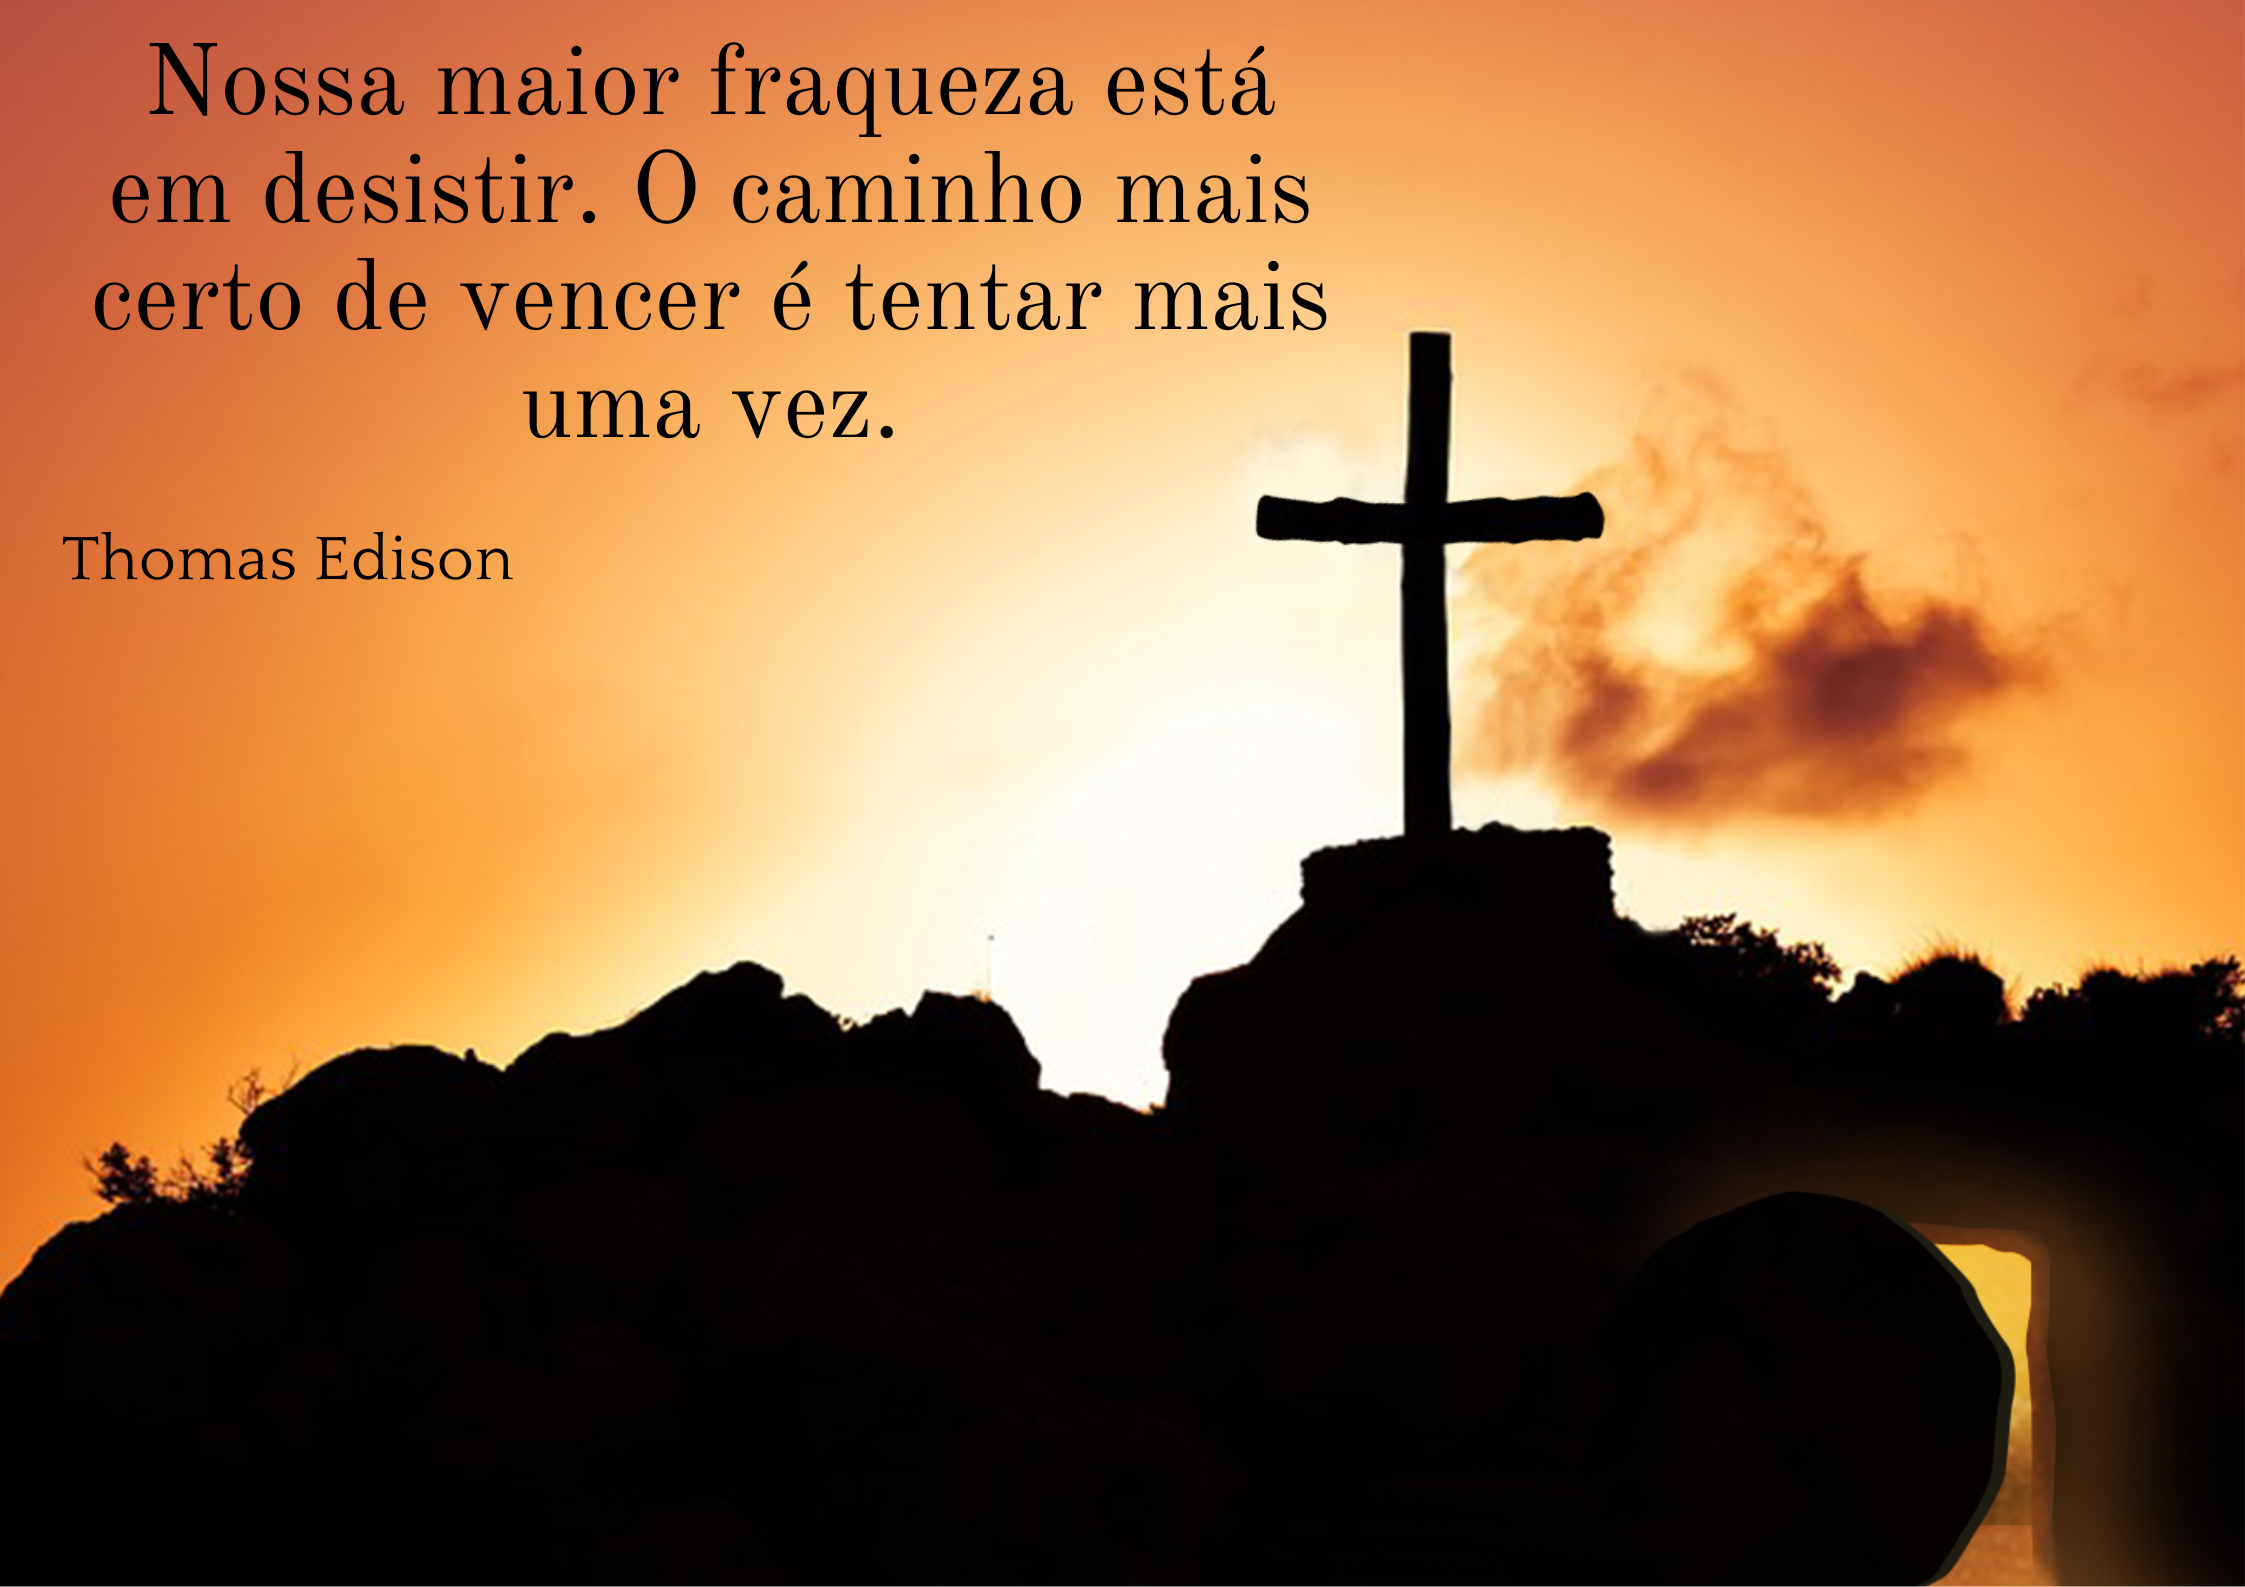 Nossa maior fraqueza está
em desistir. O caminho mais
certo de vencer é tentar mais
uma vez.
Thomas Edison